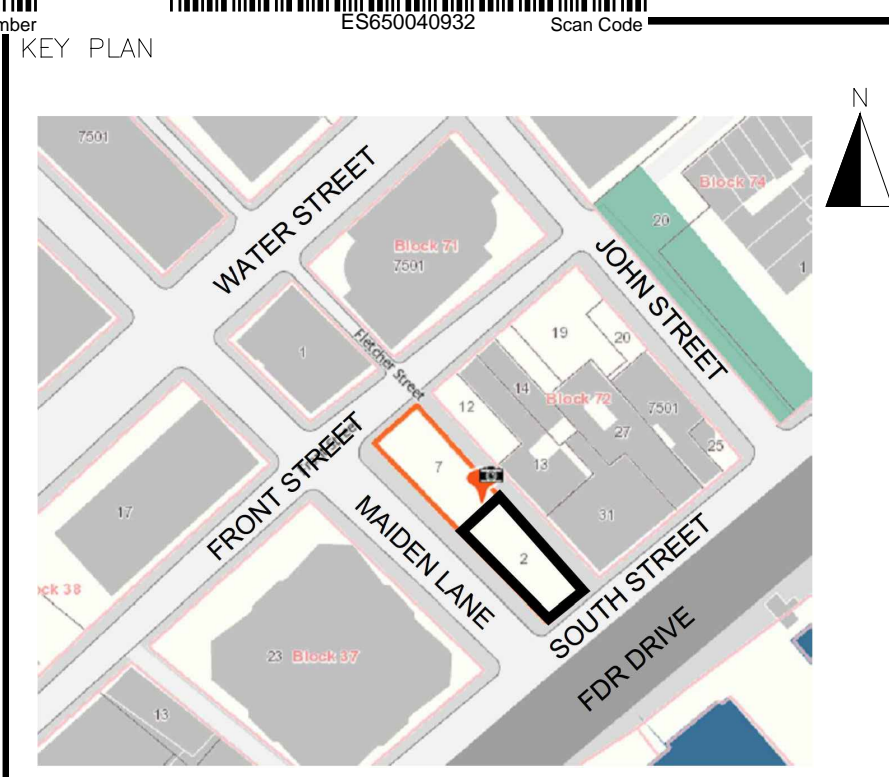 mber
ES650040932
Scan Code
KEY PLAN
N
7501
WATER STREET
Block 74
20
1
Block 71
7501
JOHN STREET
1
Fletcher Street
19
20
14
Block 72
12
7501
27
25
FRONT STREET
7
13
17
MAIDEN LANE
31
2
SOUTH STREET
ck 38
FDR DRIVE
23 Block 37
13